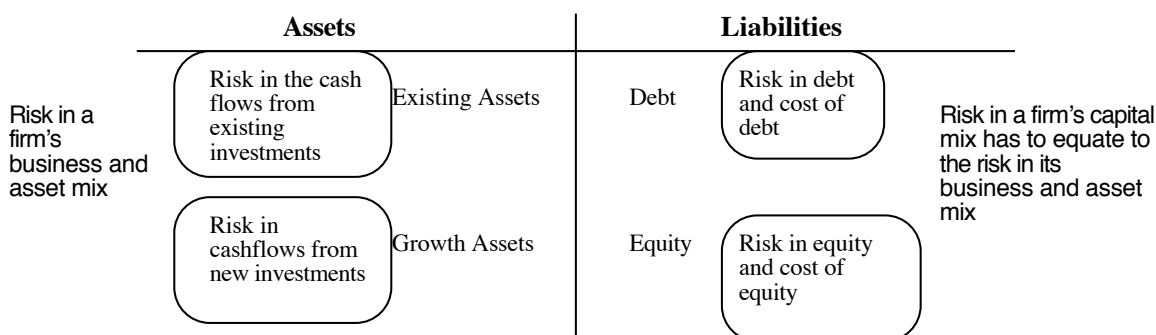 Assets
Liabilities
Risk in a
firm's
business and
asset mix
Risk in the cash
flows from
existing
investments
Existing Assets
Debt
Risk in debt
and cost of
debt
Risk in a firm's capital
mix has to equate to
the risk in its
business and asset
mix
Risk in
cashflows from
new investments
Growth Assets
Equity
Risk in equity
and cost of
equity